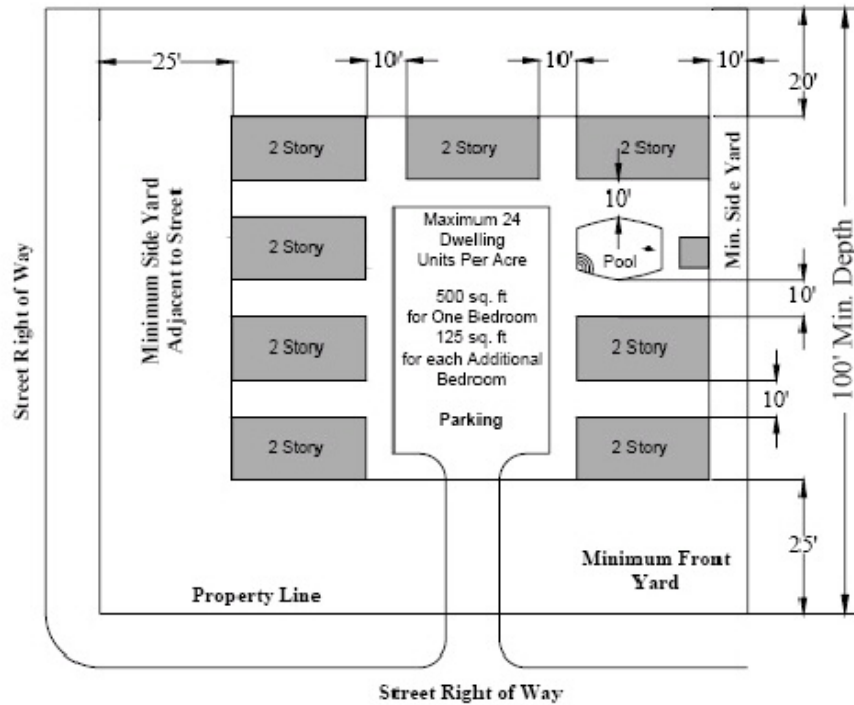 25'
10'
10'
10'
20'
2 Story
2 Story
2 Story
10'
Street Right of Way
Minimum Side Yard
Adjacent to Street
2 Story
Maximum 24
Dwelling
Units Per Acre
500 sq. ft
for One Bedroom
125 sq. ft
for each Additional
Bedroom
Parking
Pool
Min. Side Yard
100' Min. Depth
10'
2 Story
2 Story
10'
2 Story
2 Story
25'
Minimum Front
Yard
Property Line
Street Right of Way